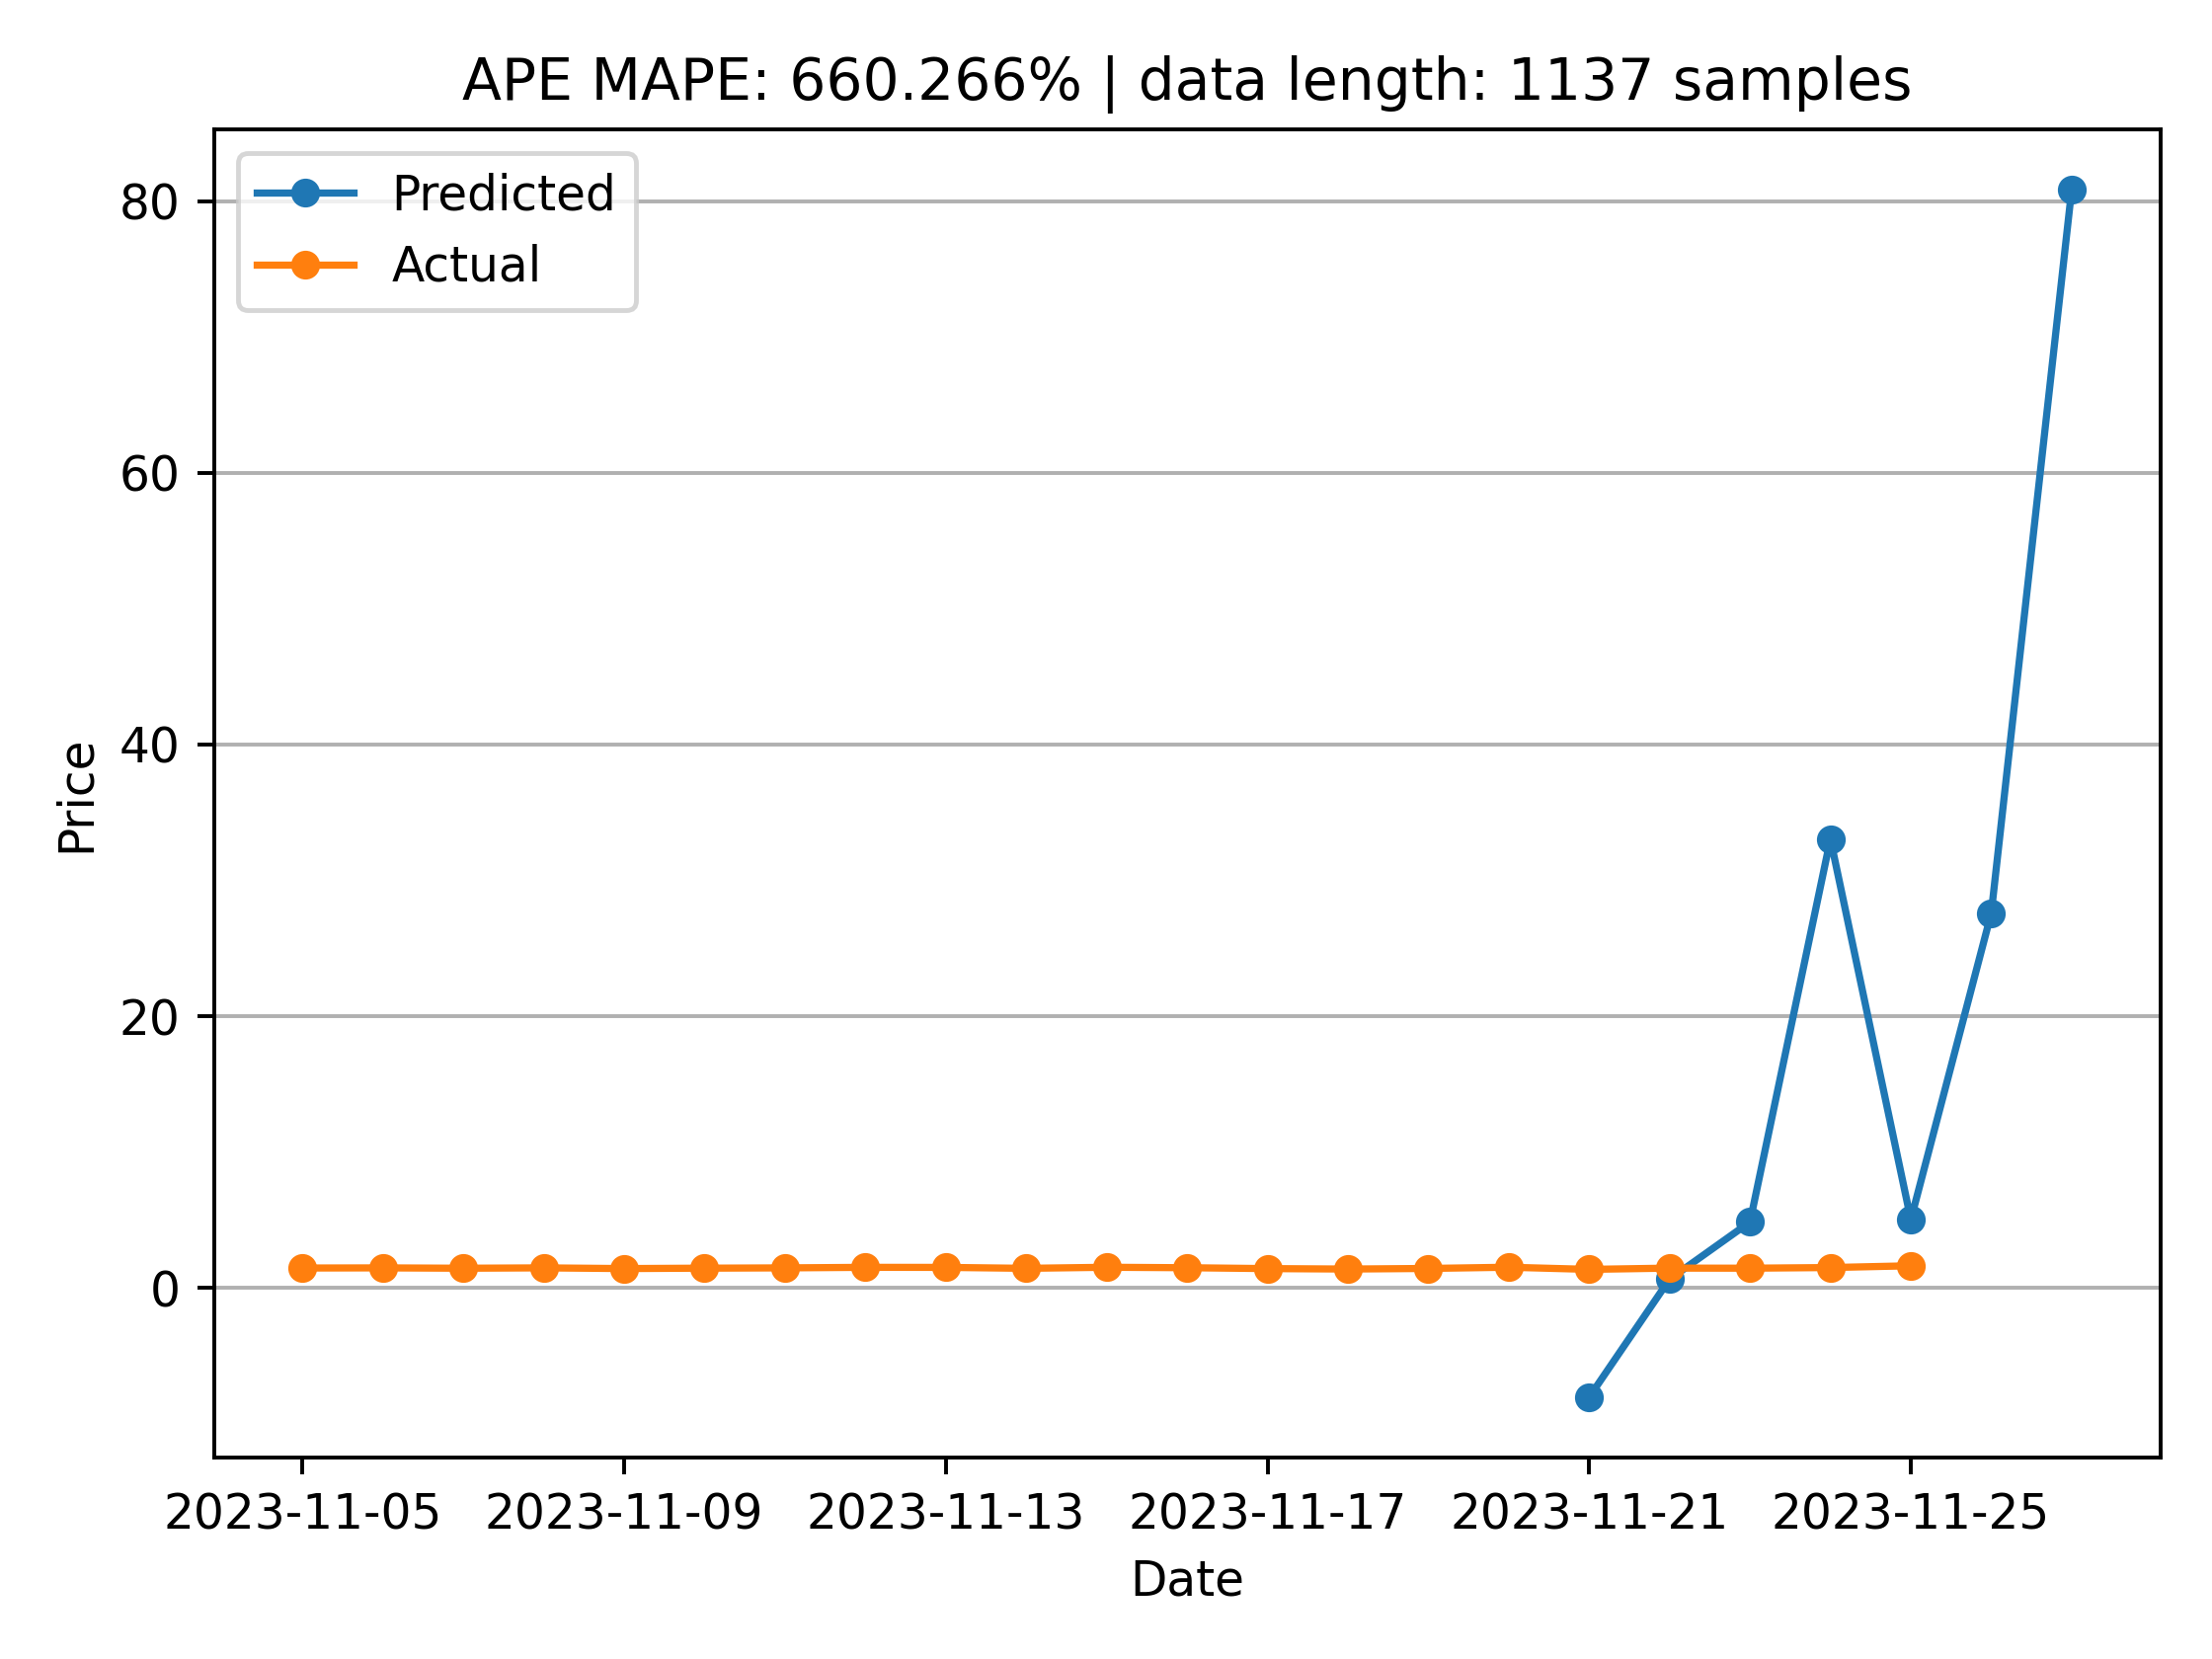 APE MAPE: 660.266% | data length: 1137 samples
Predicted
Actual
80
60
40
20
0
Price
2023-11-05 2023-11-09 2023-11-13 2023-11-17 2023-11-21 2023-11-25
Date